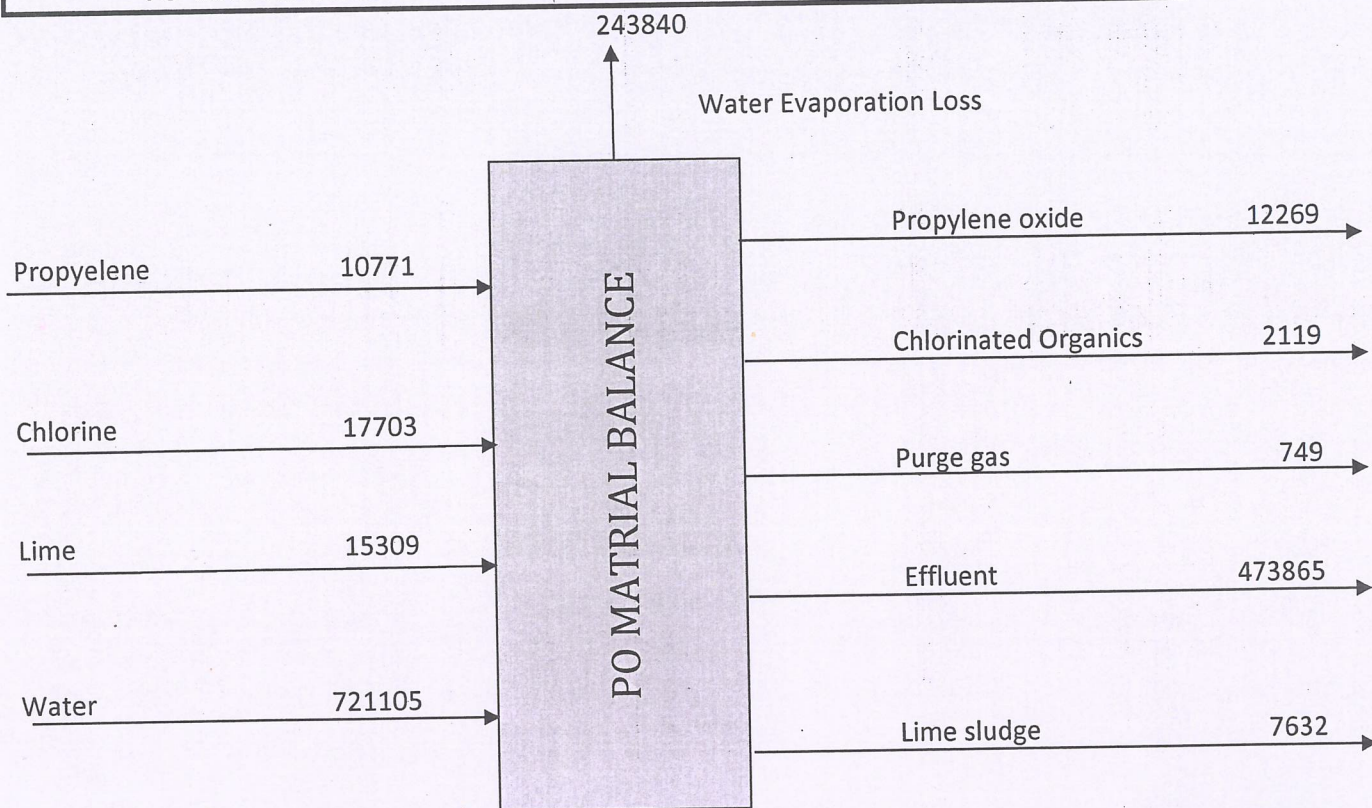 243840
Water Evaporation Loss
Propyelene 10771
Chlorine 17703
Lime 15309
Water 721105
PO MATRIAL BALANCE
Propylene oxide 12269
Chlorinated Organics 2119
Purge gas 749
Effluent 473865
Lime sludge 7632